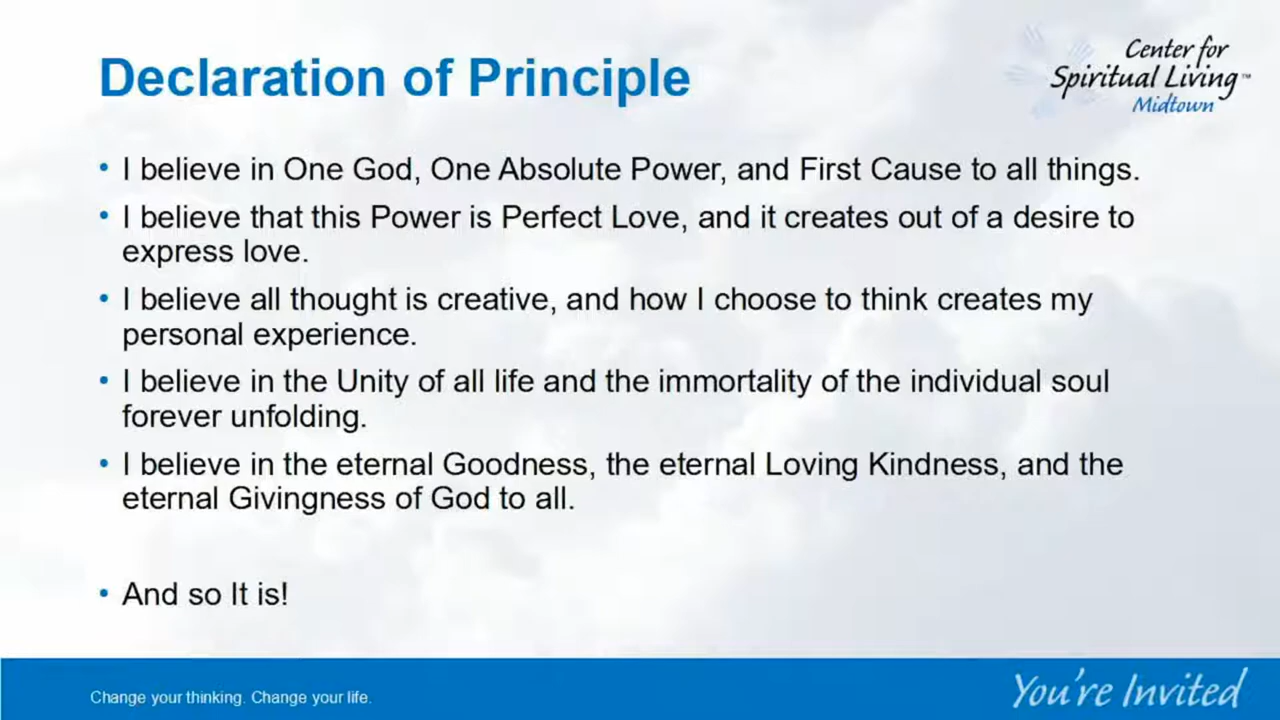 Declaration of Principle
Center for
Spiritual Living™
Midtown
• I believe in One God, One Absolute Power, and First Cause to all things.
• I believe that this Power is Perfect Love, and it creates out of a desire to
express love.
• I believe all thought is creative, and how I choose to think creates my
personal experience.
• I believe in the Unity of all life and the immortality of the individual soul
forever unfolding.
• I believe in the eternal Goodness, the eternal Loving Kindness, and the
eternal Givingness of God to all.
• And so It is!
Change your thinking. Change your life.
You're Invited